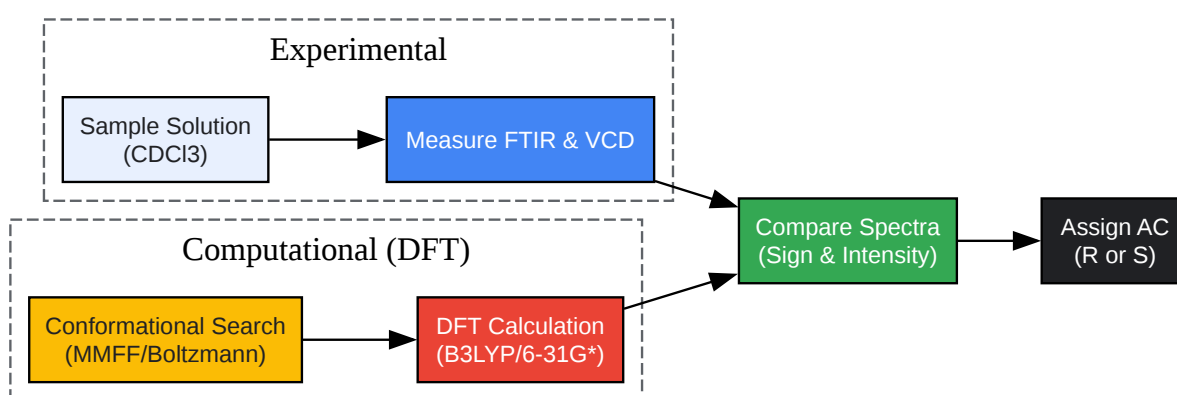 Experimental
Sample Solution
(CDCl3)
Measure FTIR & VCD
Computational (DFT)
Conformational Search
(MMFF/Boltzmann)
DFT Calculation
(B3LYP/6-31G*)
Compare Spectra
(Sign & Intensity)
Assign AC
(R or S)